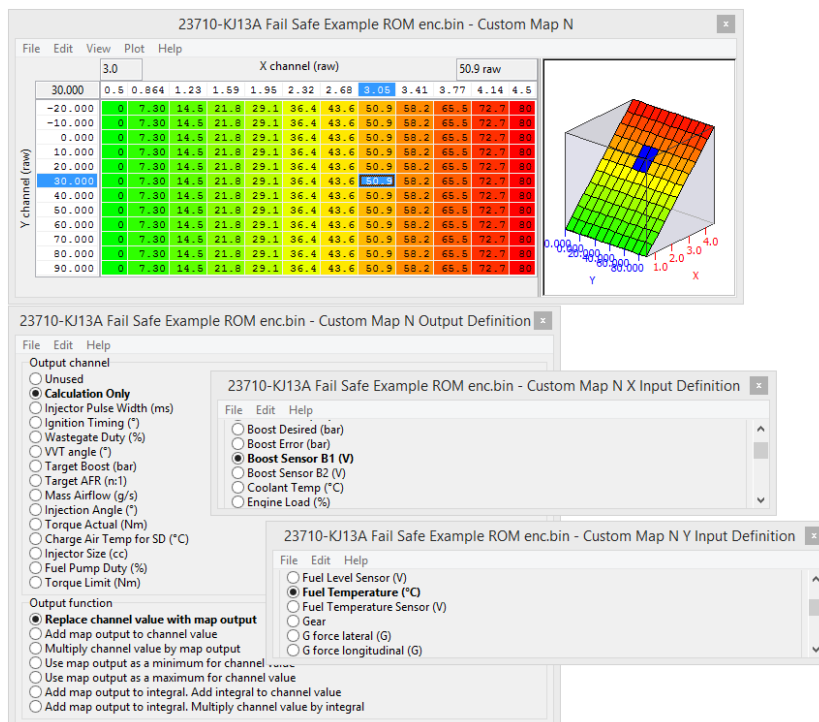 23710-KJ13A Fail Safe Example ROM enc.bin - Custom Map N
x
File Edit View Plot Help
3.0 X channel (raw) 50.9 raw
30.000 0.5 0.864 1.23 1.59 1.95 2.32 2.68 3.05 3.41 3.77 4.14 4.5
Y channel (raw)
-20.000 0 7.30 14.5 21.8 29.1 36.4 43.6 50.9 58.2 65.5 72.7 80
-10.000 0 7.30 14.5 21.8 29.1 36.4 43.6 50.9 58.2 65.5 72.7 80
0.000 0 7.30 14.5 21.8 29.1 36.4 43.6 50.9 58.2 65.5 72.7 80
10.000 0 7.30 14.5 21.8 29.1 36.4 43.6 50.9 58.2 65.5 72.7 80
20.000 0 7.30 14.5 21.8 29.1 36.4 43.6 50.9 58.2 65.5 72.7 80
30.000 0 7.30 14.5 21.8 29.1 36.4 43.6 50.9 58.2 65.5 72.7 80
40.000 0 7.30 14.5 21.8 29.1 36.4 43.6 50.9 58.2 65.5 72.7 80
50.000 0 7.30 14.5 21.8 29.1 36.4 43.6 50.9 58.2 65.5 72.7 80
60.000 0 7.30 14.5 21.8 29.1 36.4 43.6 50.9 58.2 65.5 72.7 80
70.000 0 7.30 14.5 21.8 29.1 36.4 43.6 50.9 58.2 65.5 72.7 80
80.000 0 7.30 14.5 21.8 29.1 36.4 43.6 50.9 58.2 65.5 72.7 80
90.000 0 7.30 14.5 21.8 29.1 36.4 43.6 50.9 58.2 65.5 72.7 80
1.0 2.0 3.0 4.0
Y X
23710-KJ13A Fail Safe Example ROM enc.bin - Custom Map N Output Definition
x
File Edit Help
Output channel
Unused
Calculation Only
Injector Pulse Width (ms)
Ignition Timing (°)
Wastegate Duty (%)
VVT angle (°)
Target Boost (bar)
Target AFR (n:1)
Mass Airflow (g/s)
Injection Angle (°)
Torque Actual (Nm)
Charge Air Temp for SD (°C)
Injector Size (cc)
Fuel Pump Duty (%)
Torque Limit (Nm)
Output function
Replace channel value with map output
Add map output to channel value
Multiply channel value by map output
Use map output as a minimum for channel value
Use map output as a maximum for channel value
Add map output to integral. Add integral to channel value
Add map output to integral. Multiply channel value by integral
23710-KJ13A Fail Safe Example ROM enc.bin - Custom Map N X Input Definition
x
File Edit Help
Boost Desired (bar)
Boost Error (bar)
Boost Sensor B1 (V)
Boost Sensor B2 (V)
Coolant Temp (°C)
Engine Load (%)
23710-KJ13A Fail Safe Example ROM enc.bin - Custom Map N Y Input Definition
x
File Edit Help
Fuel Level Sensor (V)
Fuel Temperature (°C)
Fuel Temperature Sensor (V)
Gear
G force lateral (G)
G force longitudinal (G)